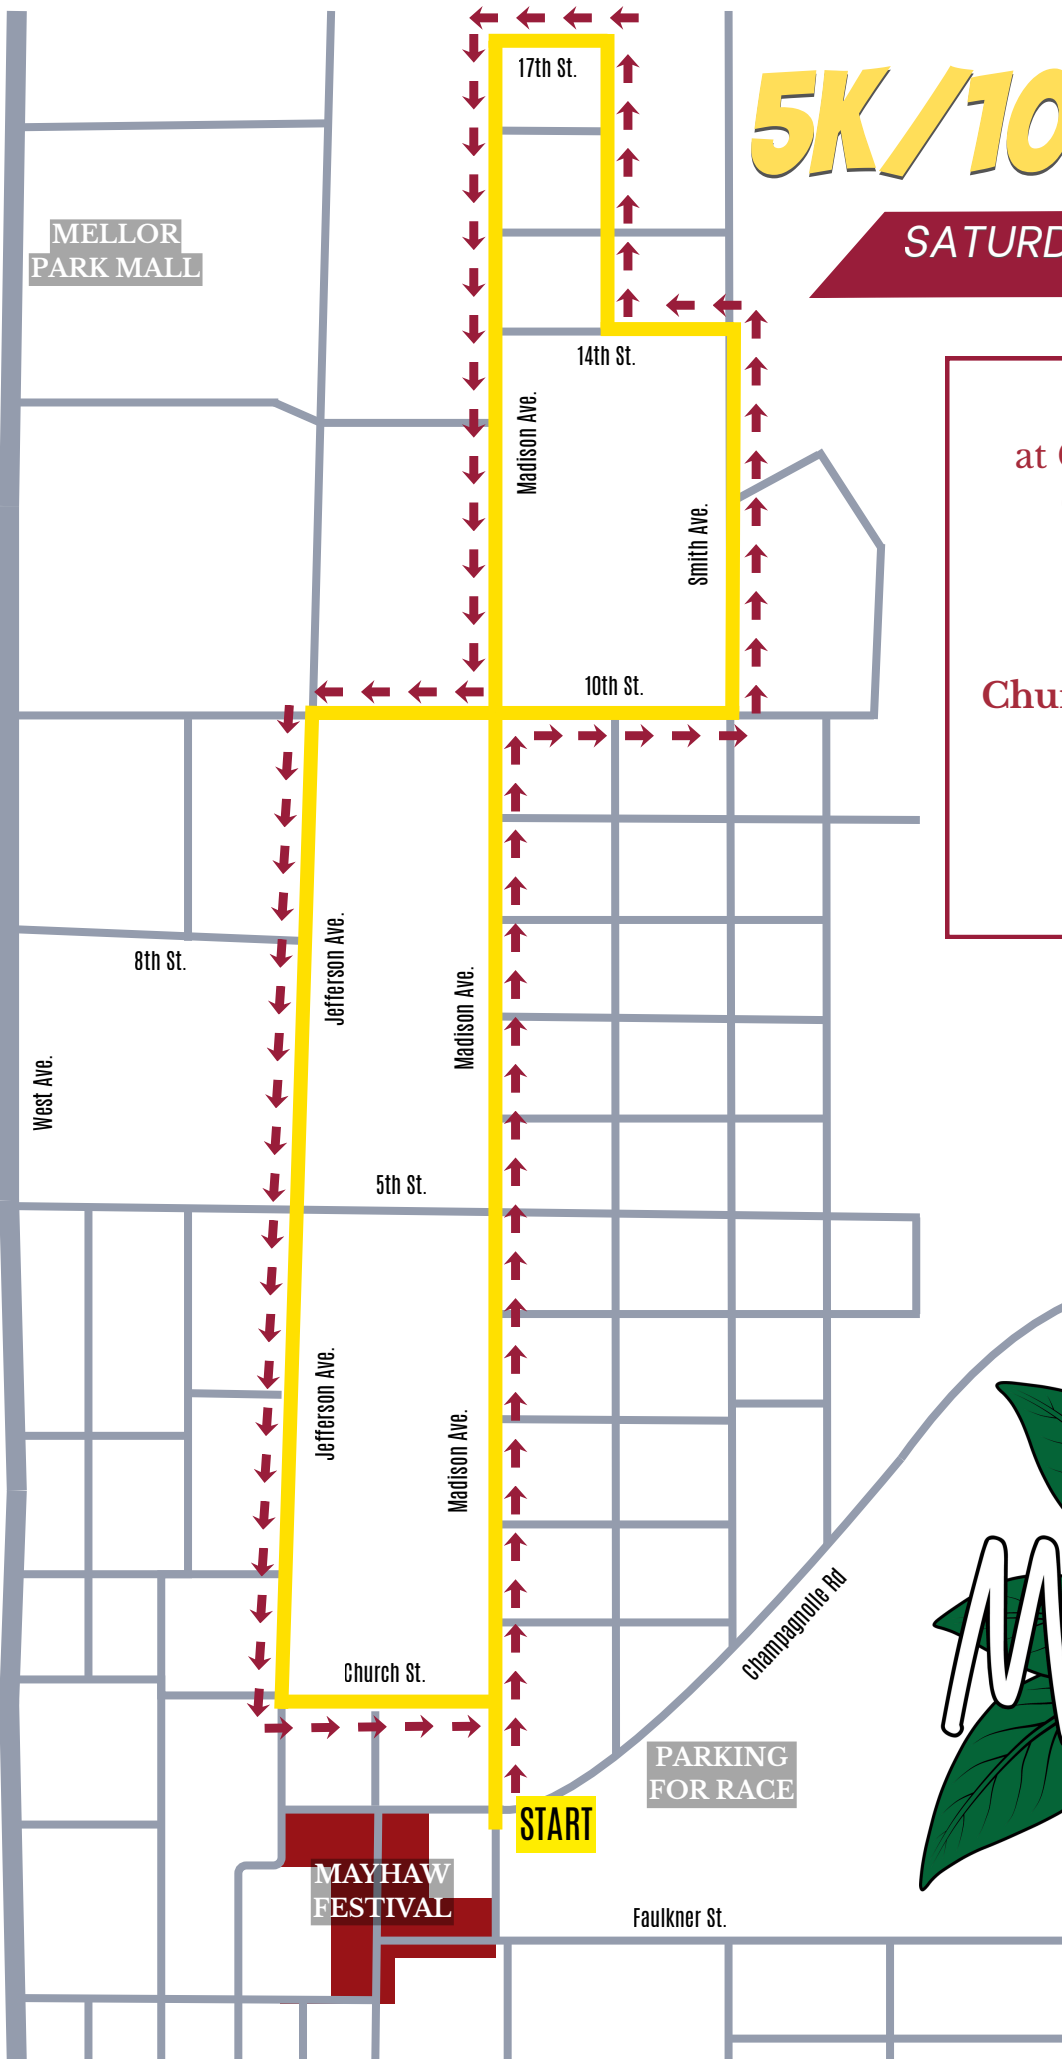 17th St.
5K/10
MELLOR
PARK MALL
SATURD
14th St.
Madison Ave.
at
Smith Ave.
10th St.
Chur
Jefferson Ave.
8th St.
Madison Ave.
West Ave.
5th St.
Jefferson Ave.
Madison Ave.
M
Champagnolle Rd
Church St.
PARKING
FOR RACE
START
MAYHAW
FESTIVAL
Faulkner St.